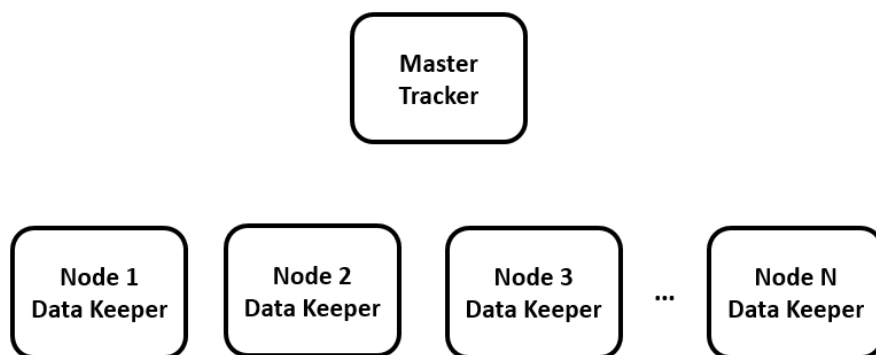 Master
Tracker
Node 1
Data Keeper
Node 2
Data Keeper
Node 3
Data Keeper
...
Node N
Data Keeper